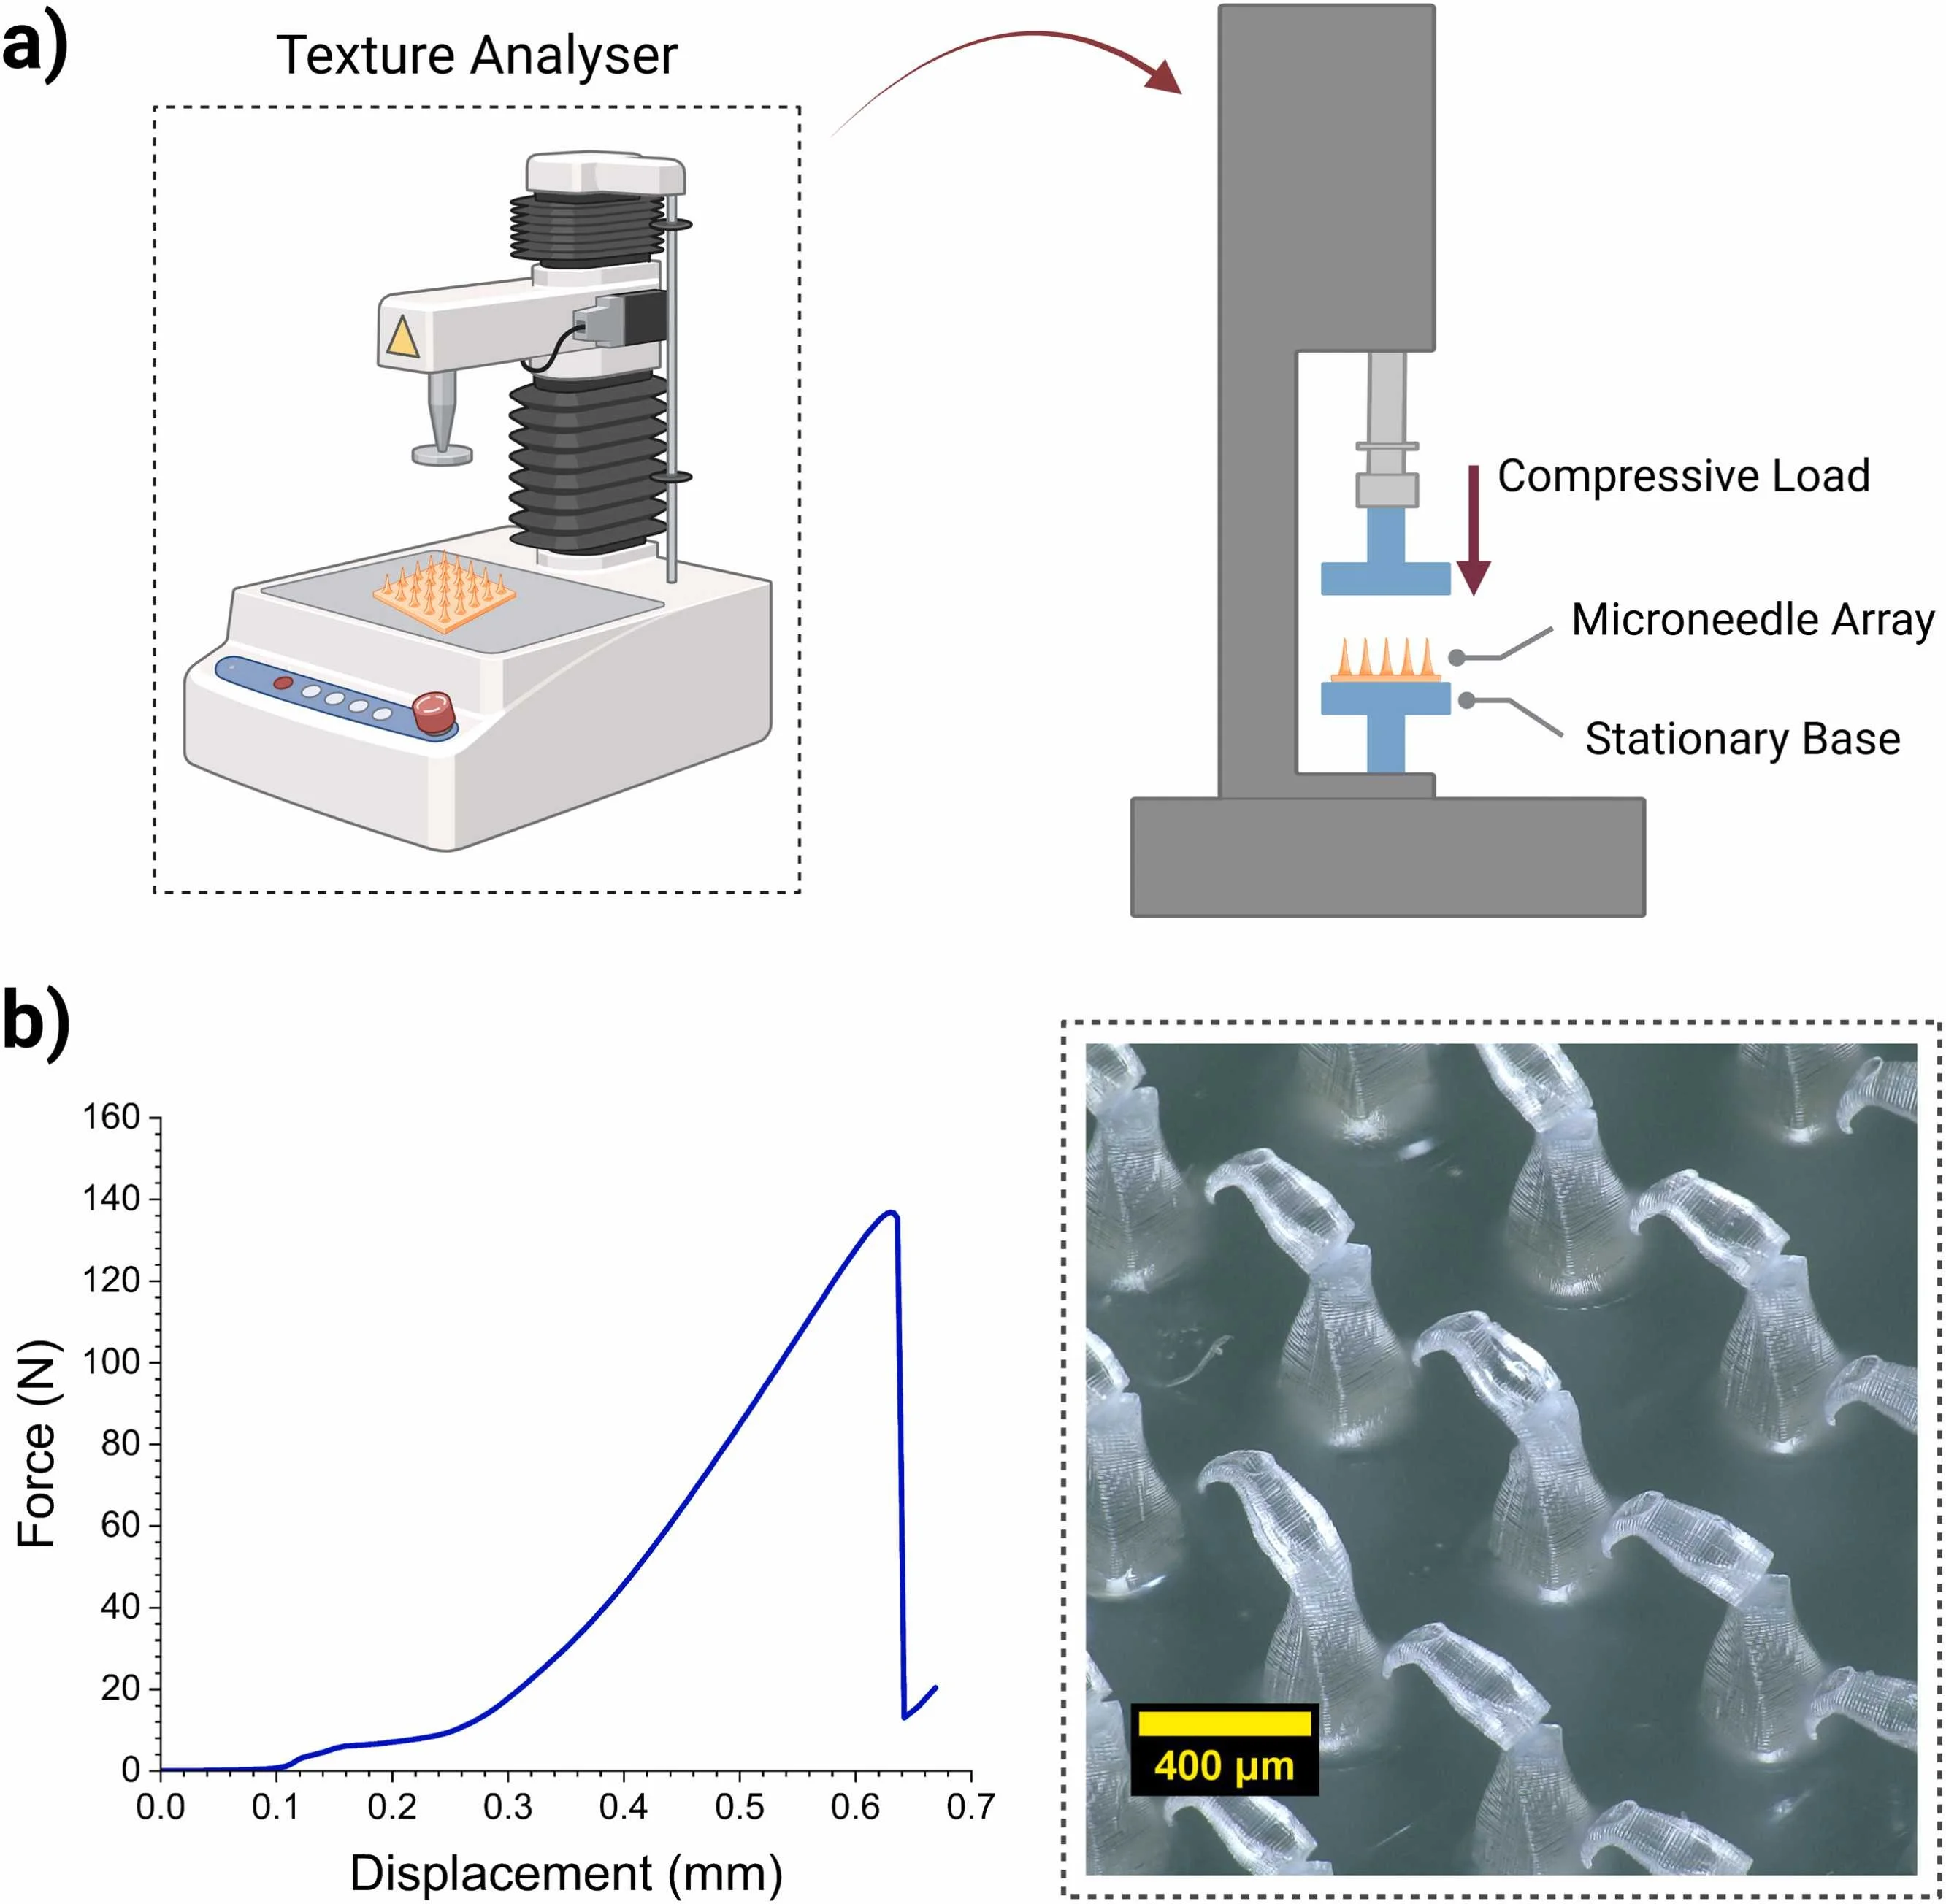 a)
Texture Analyser
Compressive Load
Microneedle Array
Stationary Base
b)
160
140
120
100
80
60
40
20
0
0.0 0.1 0.2 0.3 0.4 0.5 0.6 0.7
Force (N)
Displacement (mm)
400 µm